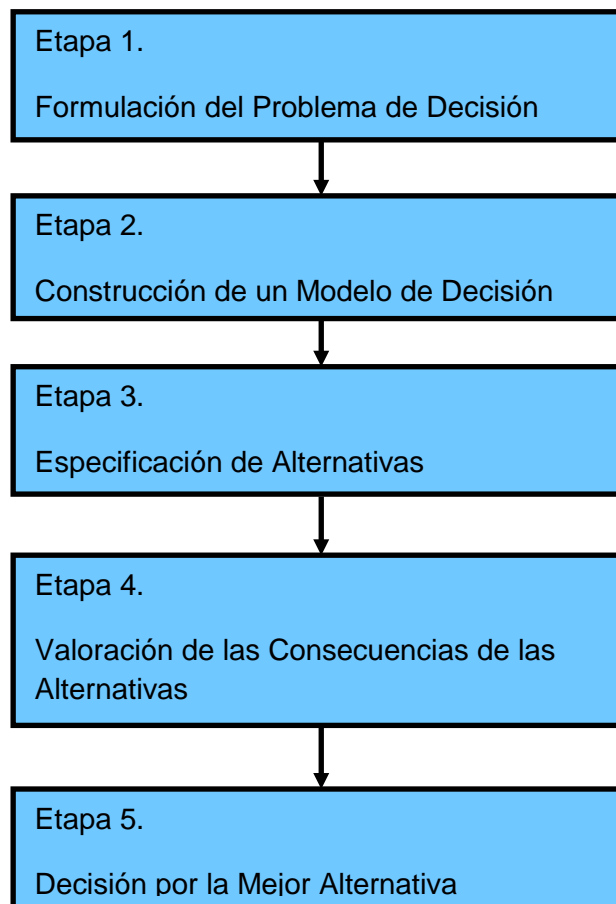 Etapa 1.
Formulación del Problema de Decisión
Etapa 2.
Construcción de un Modelo de Decisión
Etapa 3.
Especificación de Alternativas
Etapa 4.
Valoración de las Consecuencias de las
Alternativas
Etapa 5.
Decisión por la Mejor Alternativa